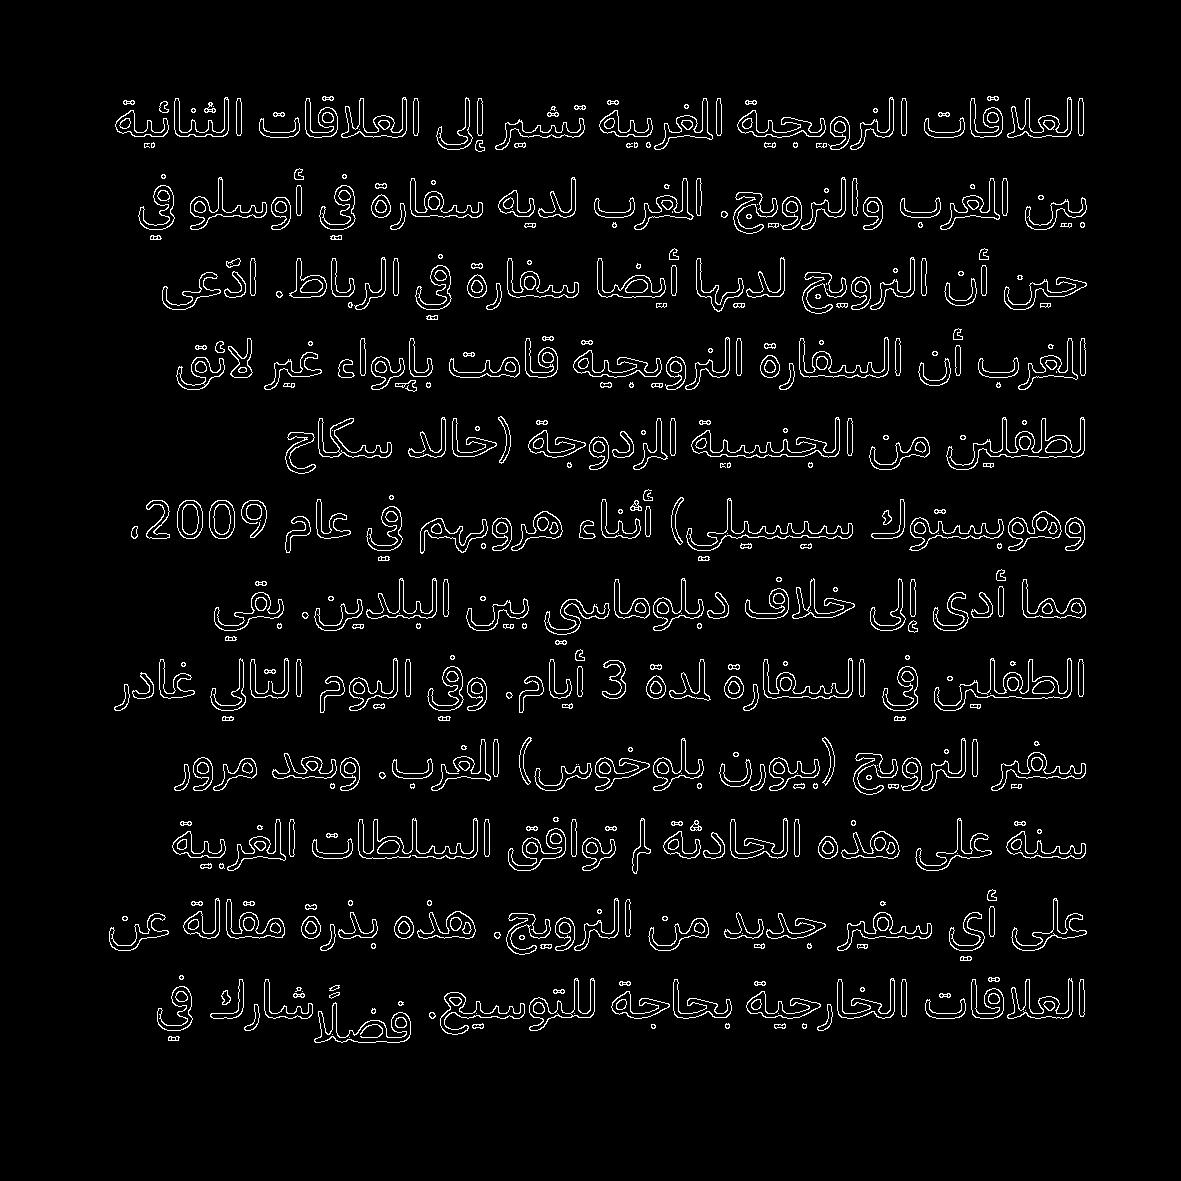 العلاقات النرويجية المغربية تشير إلى العلاقات الثنائية
بين المغرب والنرويج. المغرب لديه سفارة في أوسلو في
حين أن النرويج لديها أيضا سفارة في الرباط. ادّعى
المغرب أن السفارة النرويجية قامت بإيواء غير لائق
لطفلين من الجنسية المزدوجة (خالد سكاح
وهوبستوك سيسيلي) أثناء هروبهم في عام 2009،
مما أدى إلى خلاف دبلوماسي بين البلدين. بقي
الطفلين في السفارة لمدة 3 أيام. وفي اليوم التالي غادر
سفير النرويج (بيورن بلوخوس) المغرب. وبعد مرور
سنة على هذه الحادثة لم توافق السلطات المغربية
على أي سفير جديد من النرويج. هذه بذرة مقالة عن
العلاقات الخارجية بحاجة للتوسيع. فضلًا شارك في